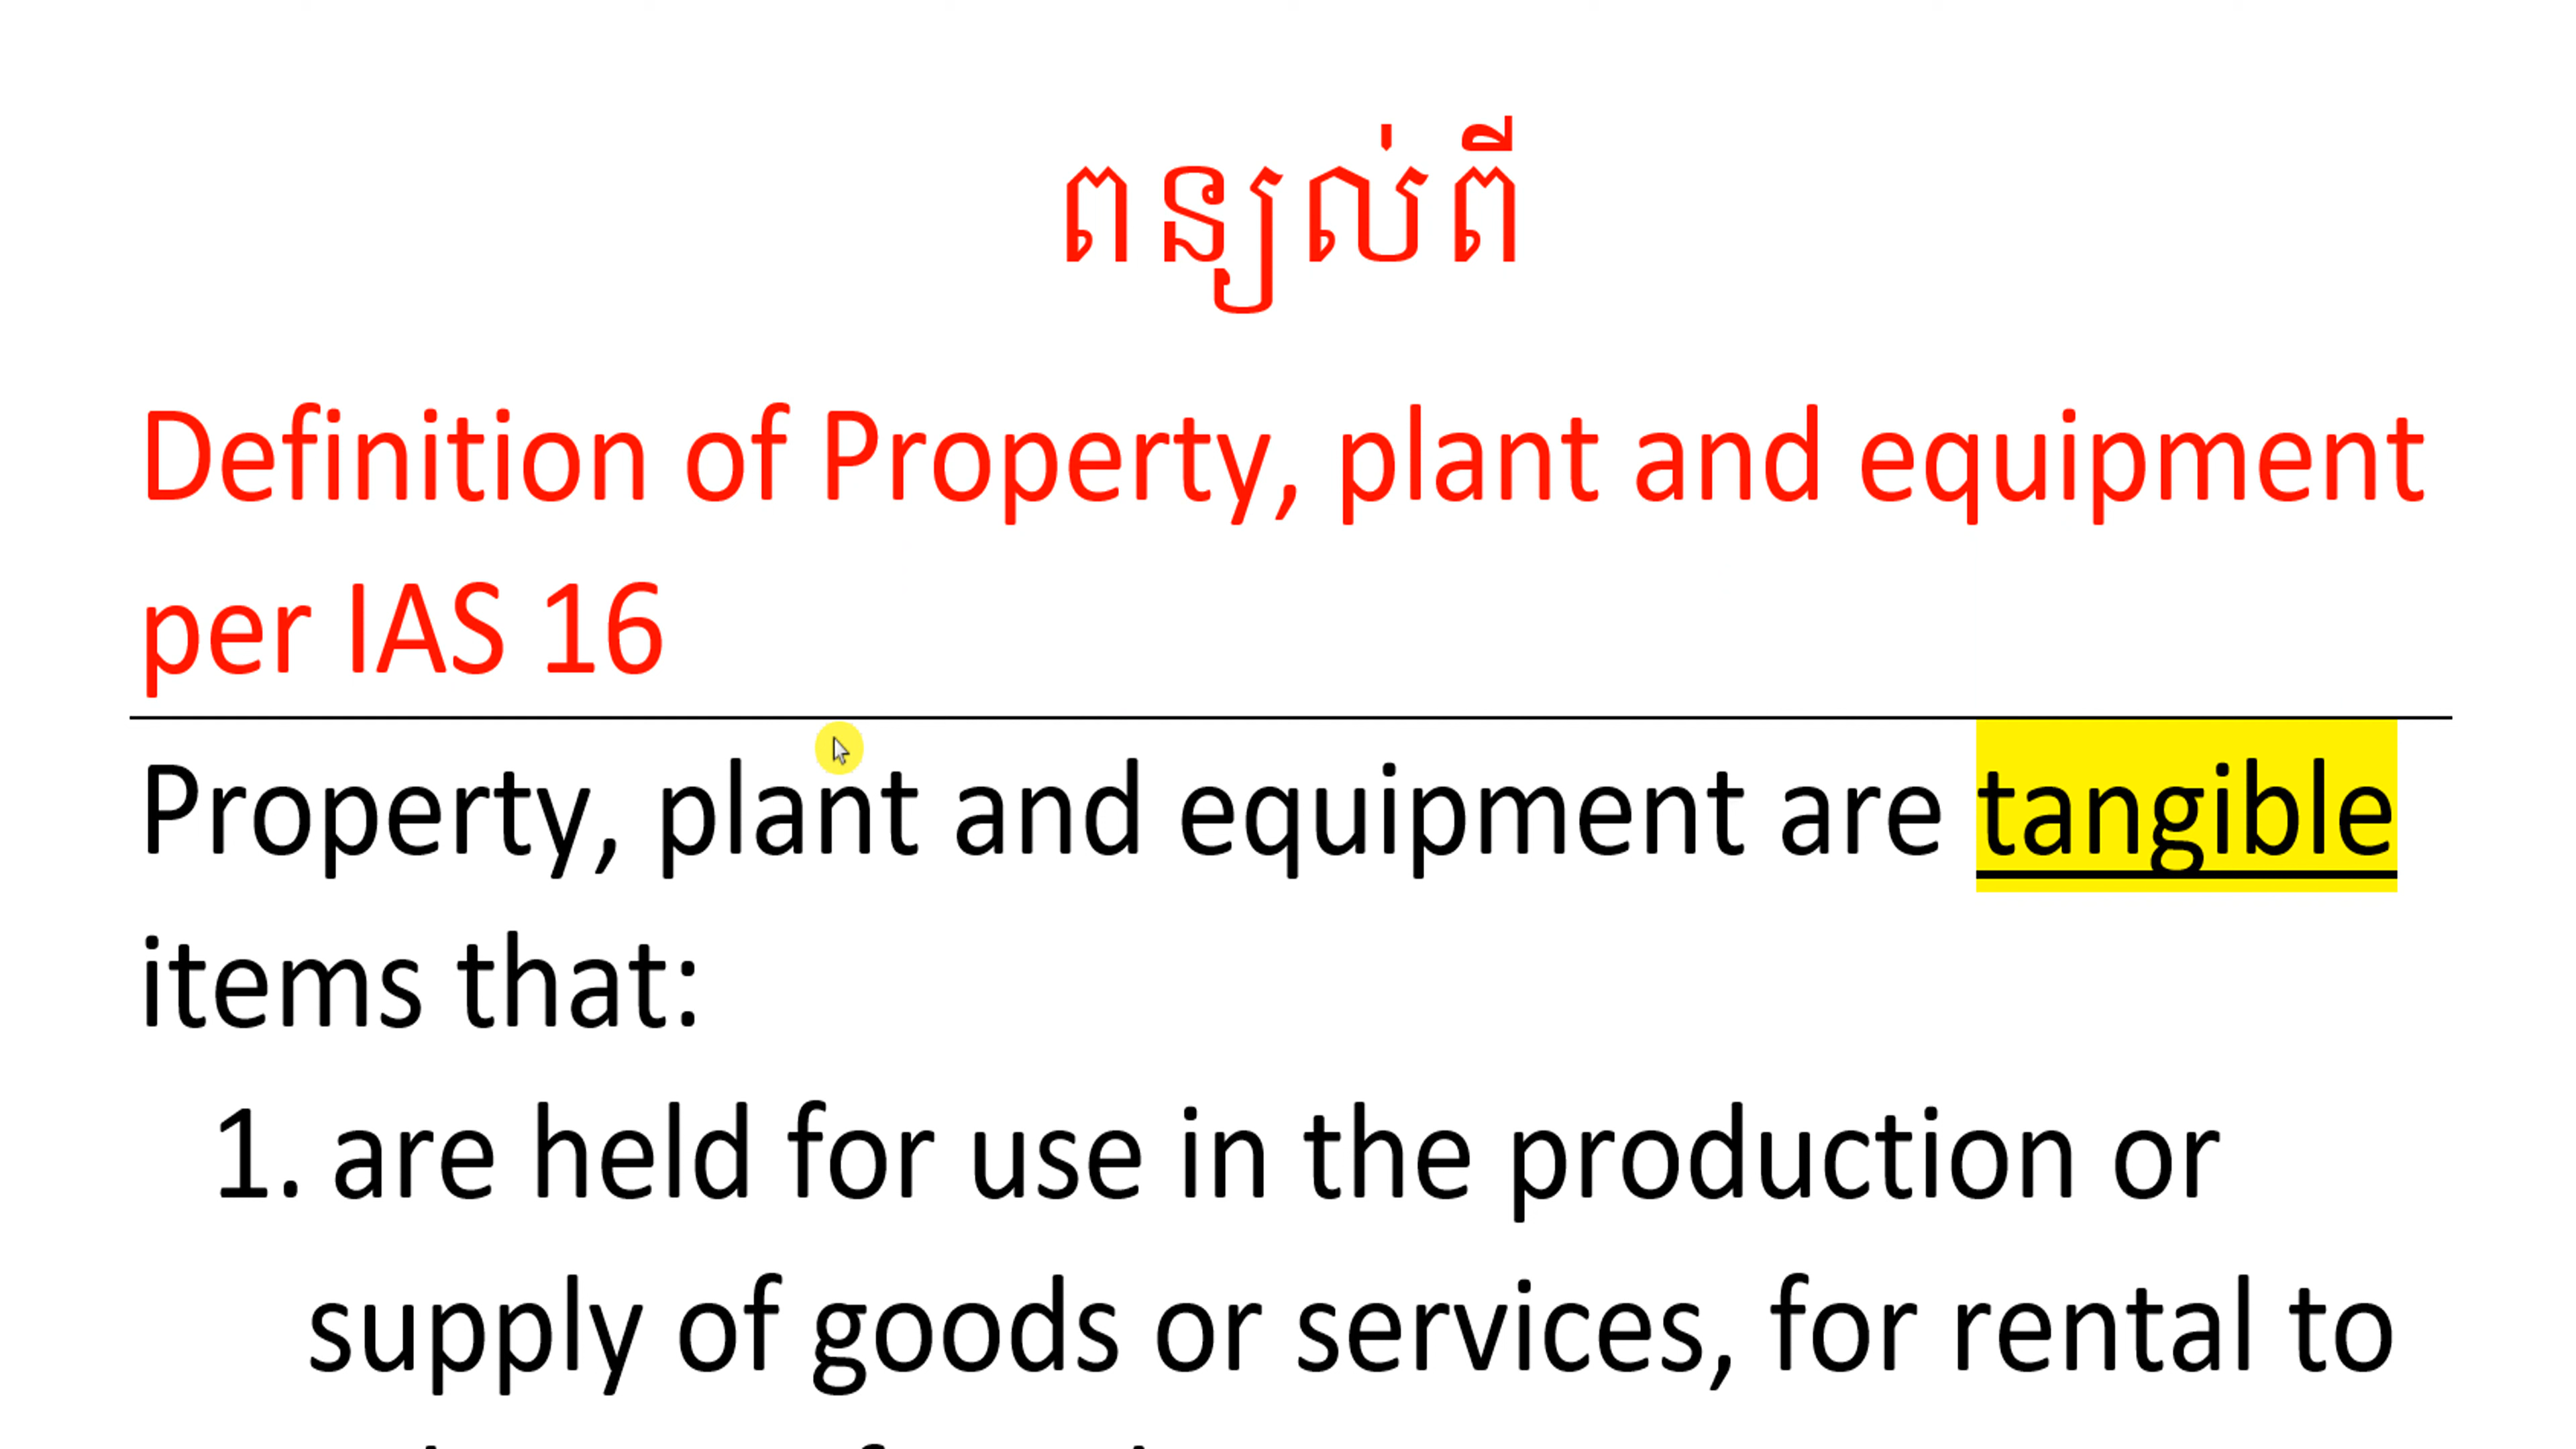 ពន្យល់ពី
Definition of Property, plant and equipment
per IAS 16
Property, plant and equipment are tangible
items that:
1. are held for use in the production or
supply of goods or services, for rental to